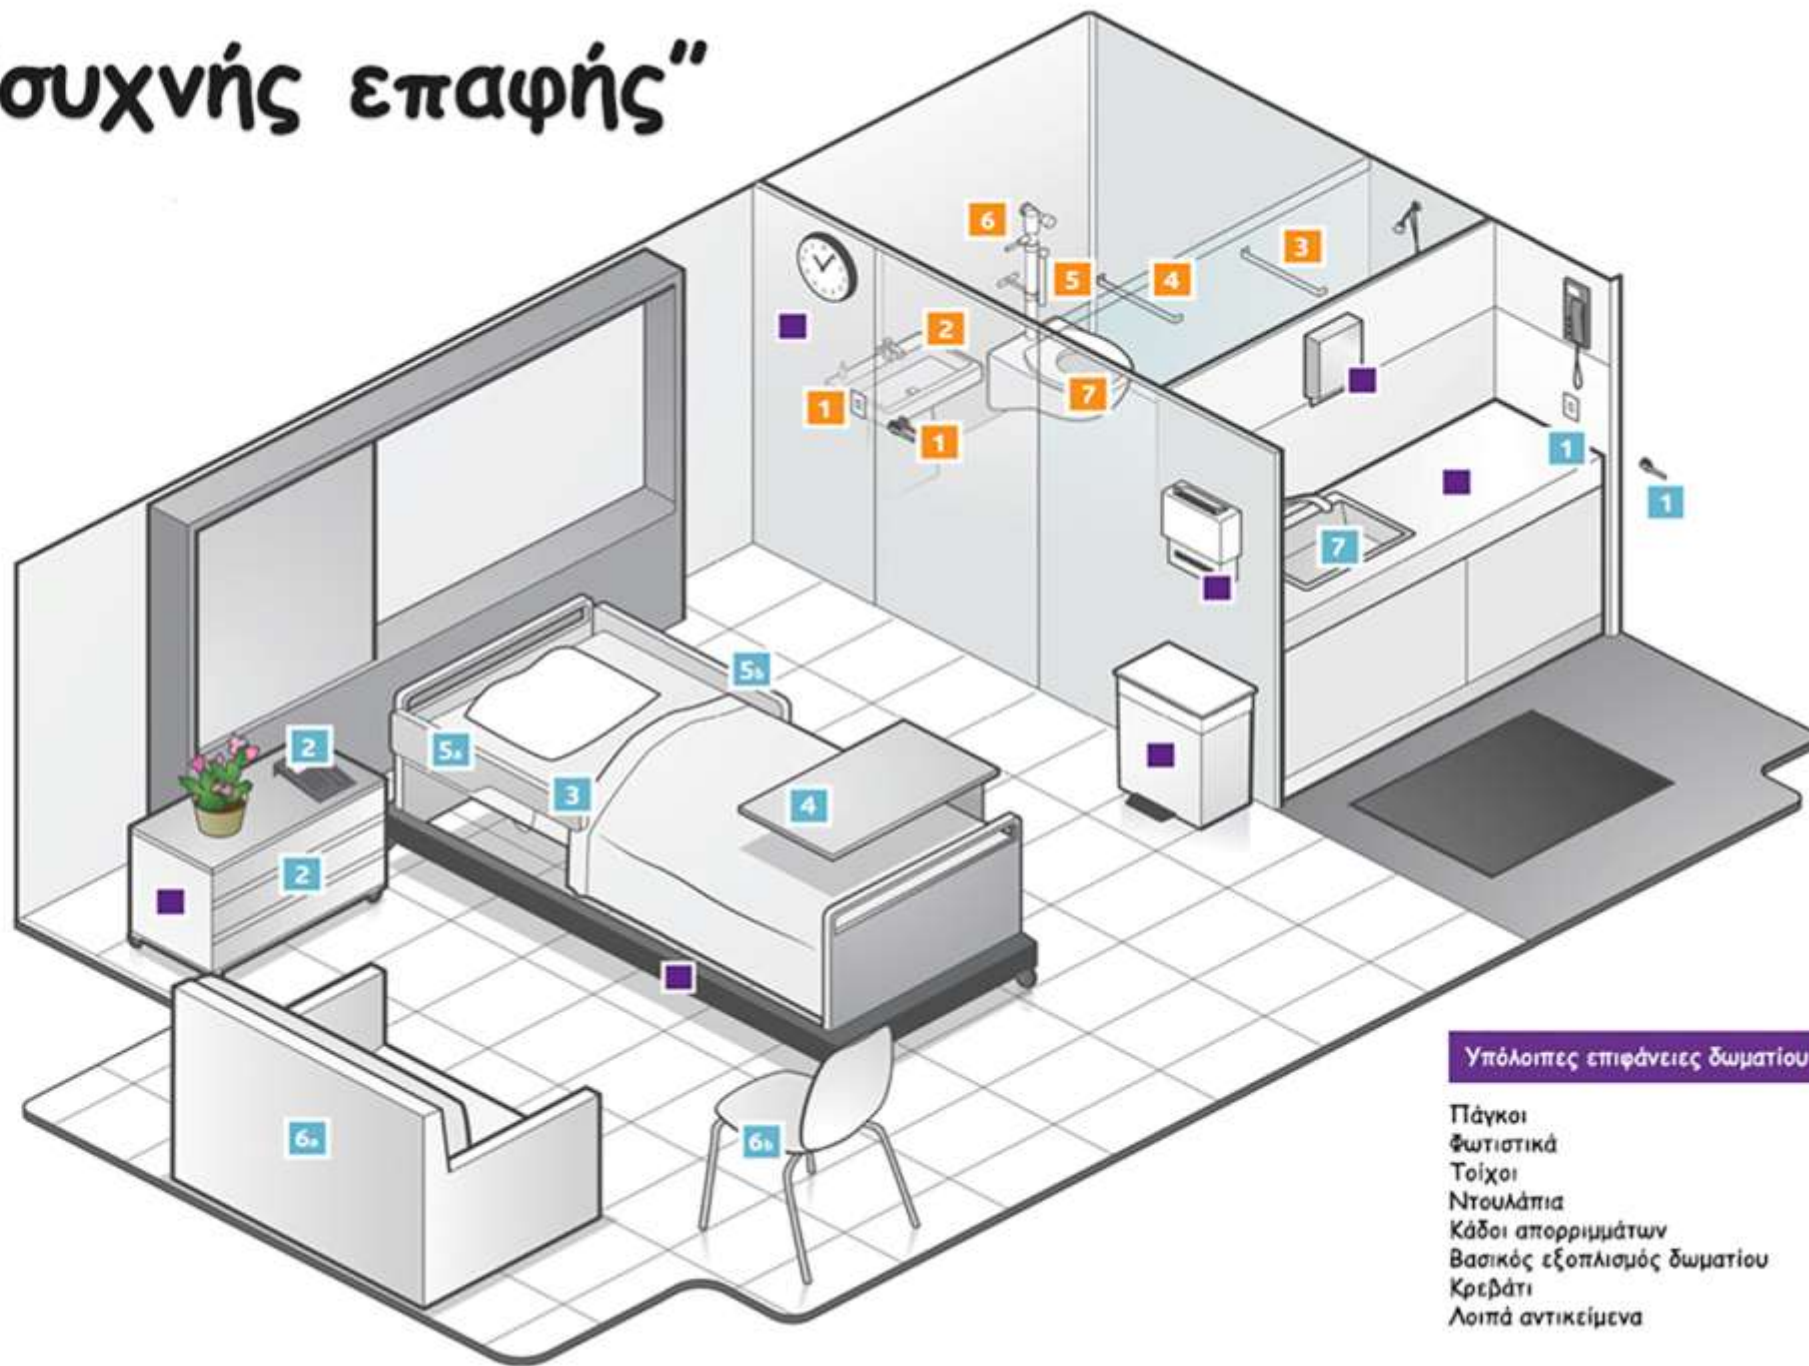 συχνής επαφής"
6
3
5
4
2
1
7
1
1
1
7
5b
5a
2
3
4
2
6a
6b
Υπόλοιπες επιφάνειες δωματίου
Πάγκοι
Φωτιστικά
Τοίχοι
Ντουλάπια
Κάδοι απορριμμάτων
Βασικός εξοπλισμός δωματίου
Κρεβάτι
Λοιπά αντικείμενα